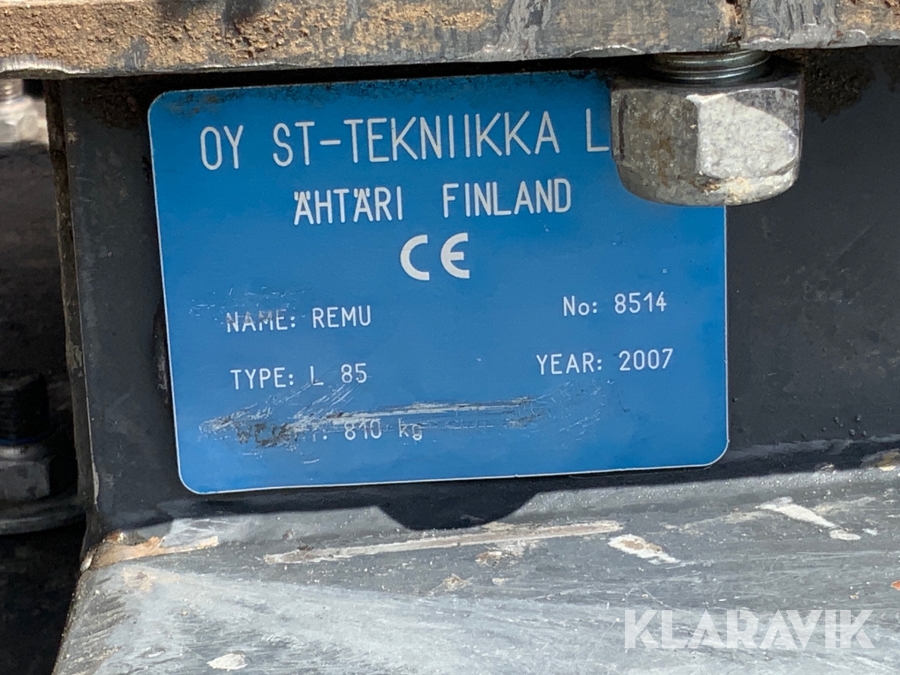 OY ST-TEKNIIKKA L
ÄHTÄRI FINLAND
CE
NAME: REMU No: 8514
TYPE: L 85 YEAR: 2007
810 kg
KLARAVIK